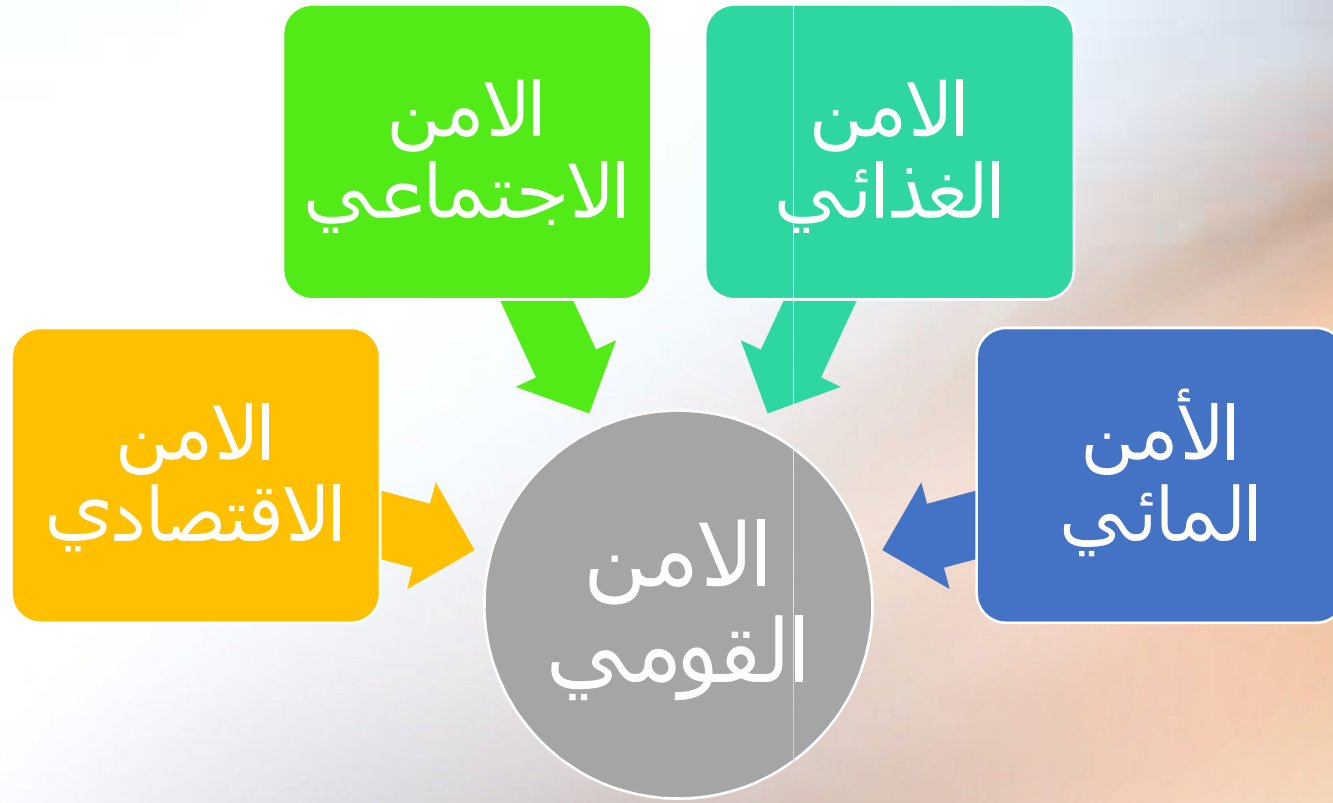 الامن
الغذائي
الامن
الاجتماعي
الأمن
المائي
الامن
الاقتصادي
الامن
القومي